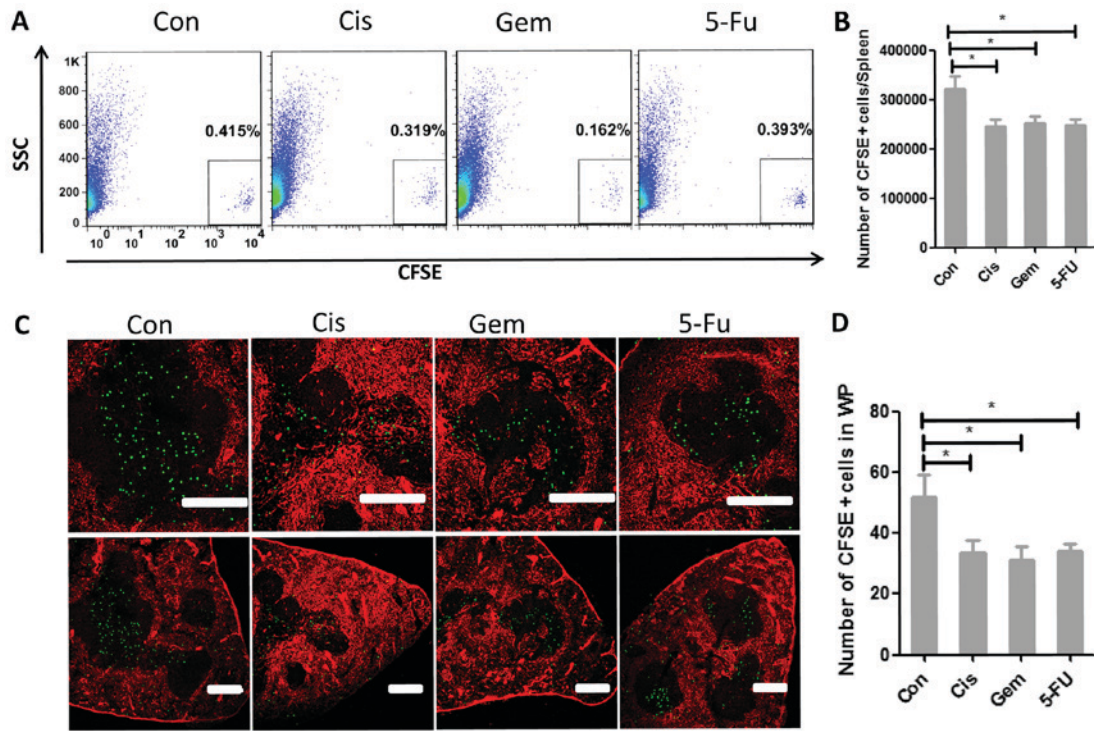 A
Con
Cis
Gem
5-Fu
SSC
1K
800
600
400
200
0
0.415%
0.319%
0.162%
0.393%
10 0
10 1
10 2
10 3
10 4
CFSE
B
Number of CFSE+ cells/Spleen
400000
300000
200000
100000
0
*
*
*
Con
Cis
Gem
5-FU
C
Con
Cis
Gem
5-Fu
D
Number of CFSE + cells in WP
80
60
40
20
0
*
*
*
Con
Cis
Gem
5-FU